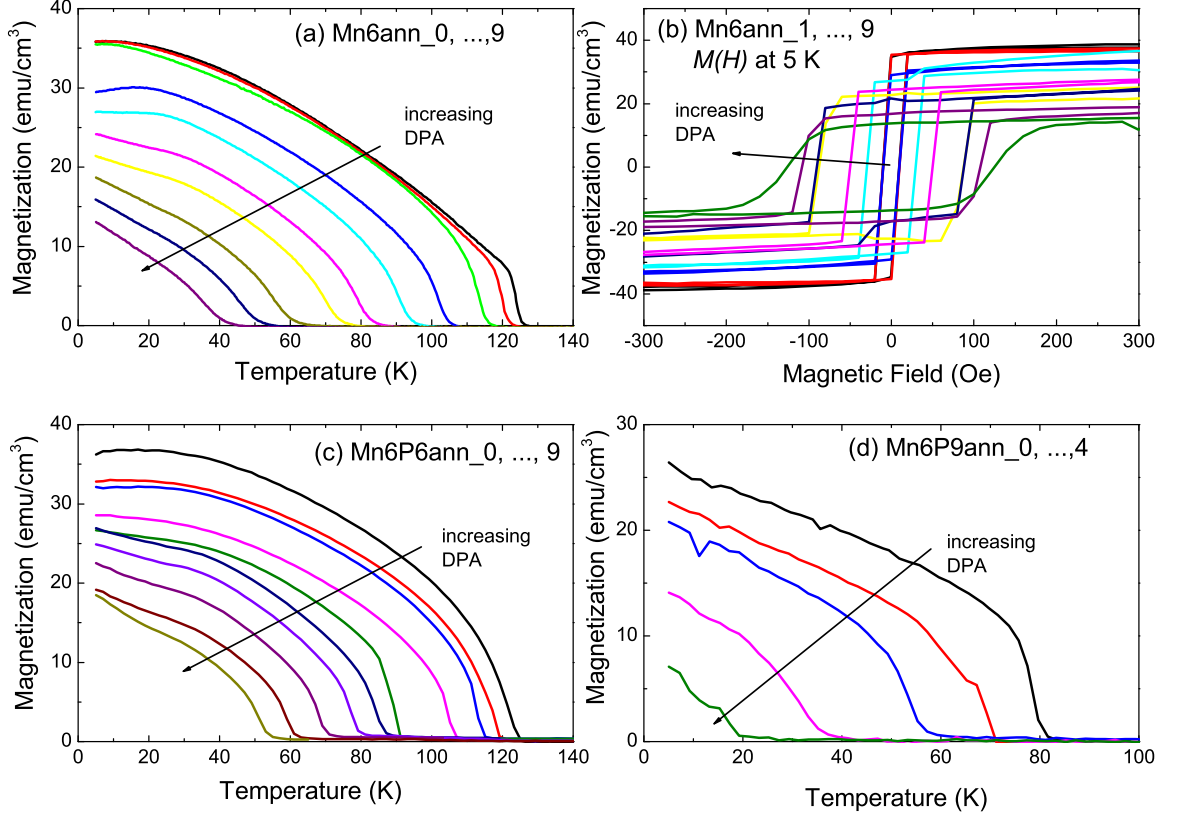 (a) Mn6ann_0, ...,9
increasing
DPA
Magnetization (emu/cm³)
40
30
20
10
0
0 20 40 60 80 100 120 140
Temperature (K)
(b) Mn6ann_1, ..., 9
M(H) at 5 K
increasing
DPA
Magnetization (emu/cm³)
40
20
0
-20
-40
-300 -200 -100 0 100 200 300
Magnetic Field (Oe)
(c) Mn6P6ann_0, ..., 9
increasing
DPA
Magnetization (emu/cm³)
40
30
20
10
0
0 20 40 60 80 100 120 140
Temperature (K)
(d) Mn6P9ann_0, ...,4
increasing
DPA
Magnetization (emu/cm³)
30
20
10
0
0 20 40 60 80 100
Temperature (K)